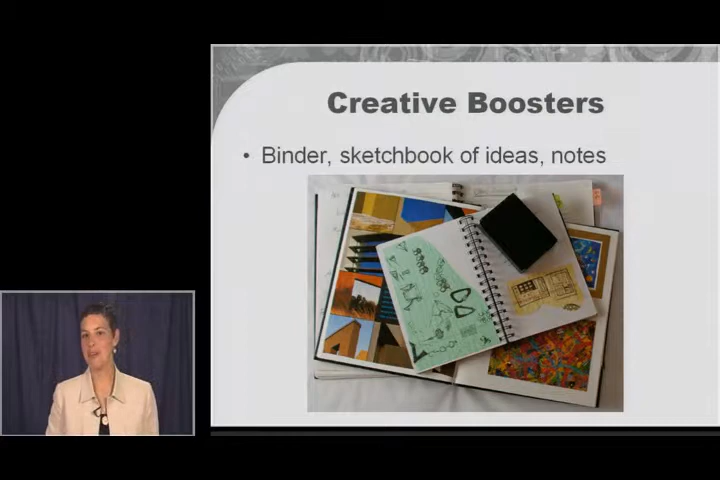 Creative Boosters
• Binder, sketchbook of ideas, notes